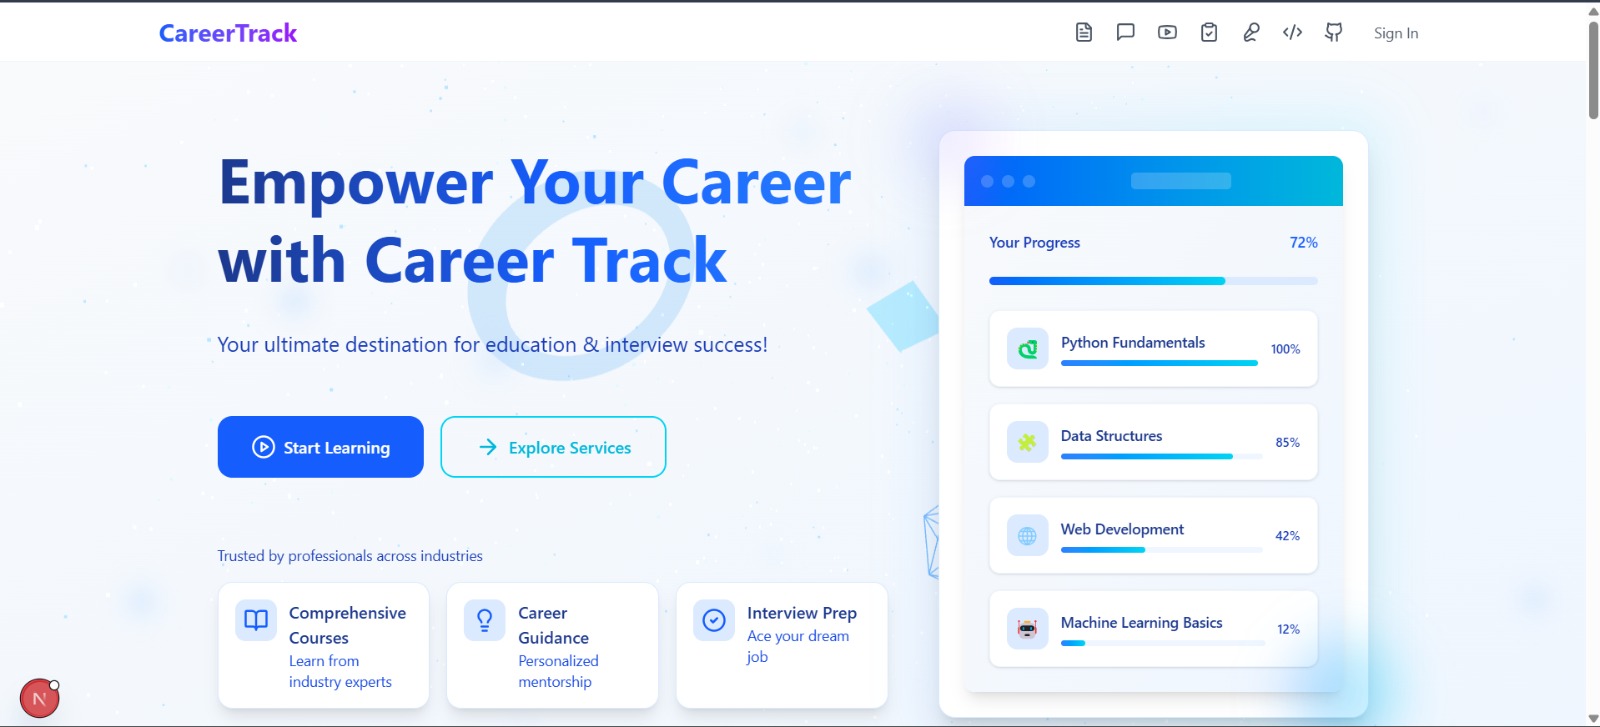 CareerTrack
Sign In
Empower Your Career
with Career Track
Your ultimate destination for education & interview success!
Start Learning
Explore Services
Trusted by professionals across industries
Comprehensive
Courses
Learn from
industry experts
Career
Guidance
Personalized
mentorship
Interview Prep
Ace your dream
job
Your Progress
72%
Python Fundamentals
100%
Data Structures
85%
Web Development
42%
Machine Learning Basics
12%
N